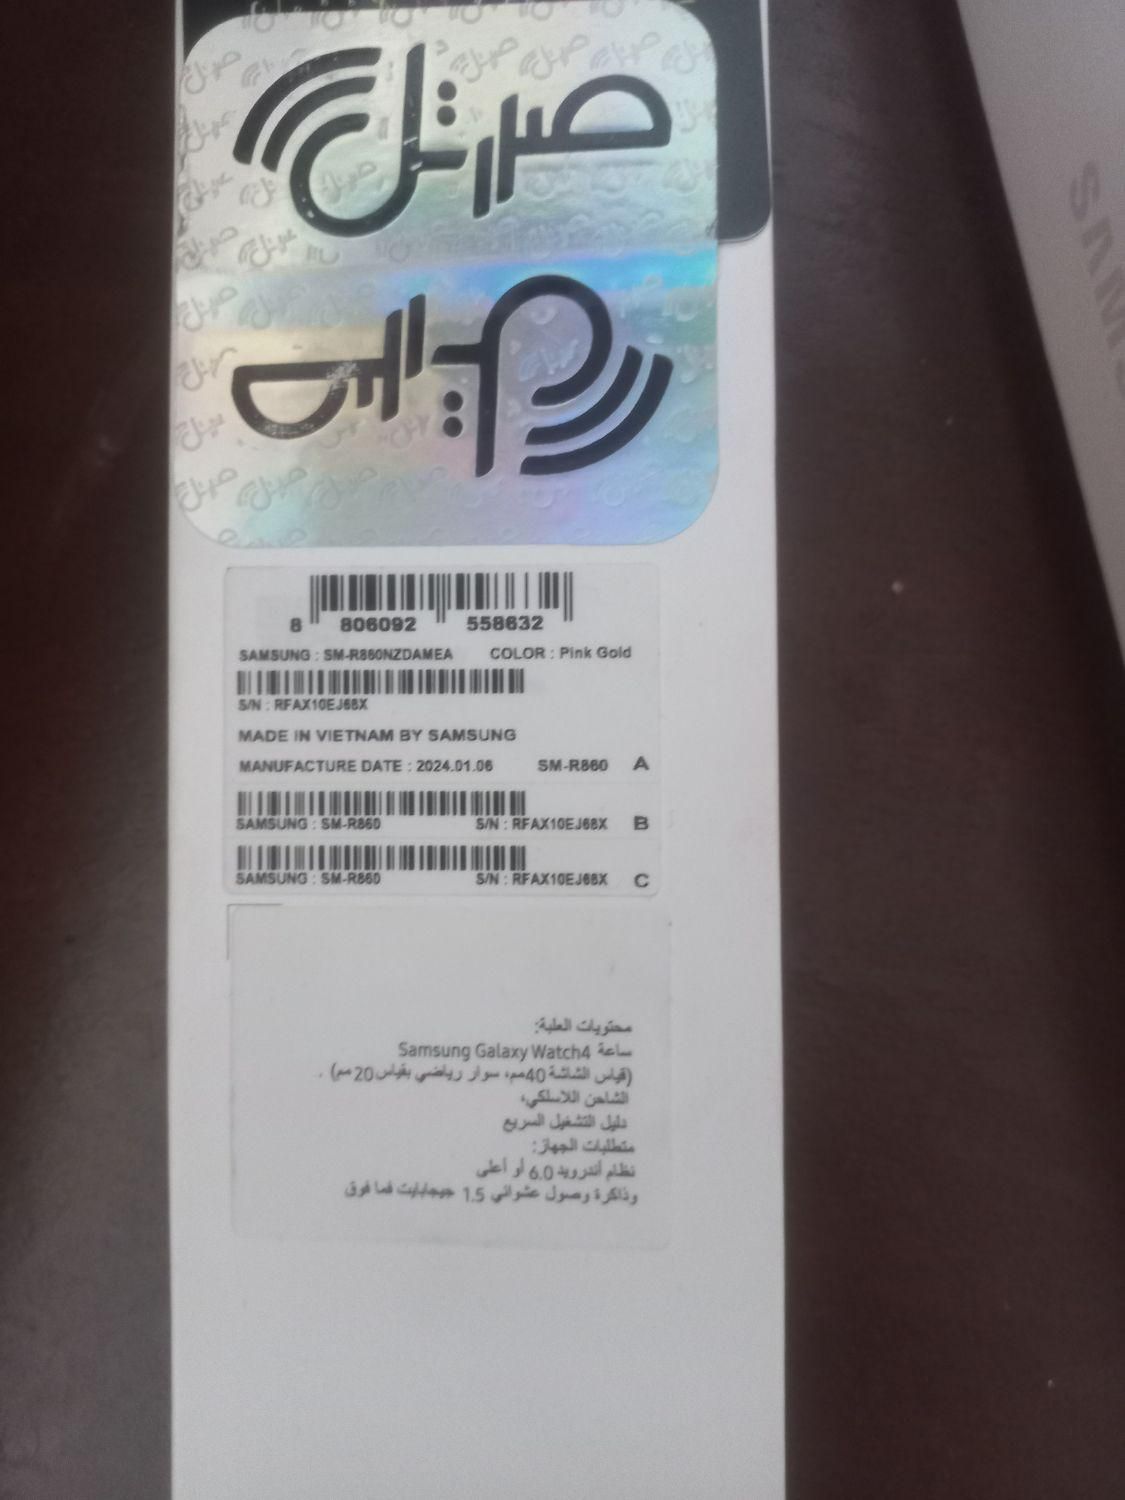 8 806092 558632
SAMSUNG : SM-R860NZDAMEA COLOR : Pink Gold
S/N : RFAX10EJ68X
MADE IN VIETNAM BY SAMSUNG
MANUFACTURE DATE : 2024.01.06 SM-R860 A
SAMSUNG : SM-R860 S/N : RFAX10EJ68X B
SAMSUNG : SM-R860 S/N : RFAX10EJ68X C
محتويات العلبة:
ساعة Samsung Galaxy Watch4
(قياس الشاشة 40مم، سوار رياضي بقياس 20 مم) .
الشاحن اللاسلكي،
دليل التشغيل السريع
متطلبات الجهاز:
نظام أندرويد 6.0 أو أعلى
وذاكرة وصول عشوائي 1.5 جيجابايت فما فوق
SAMSU